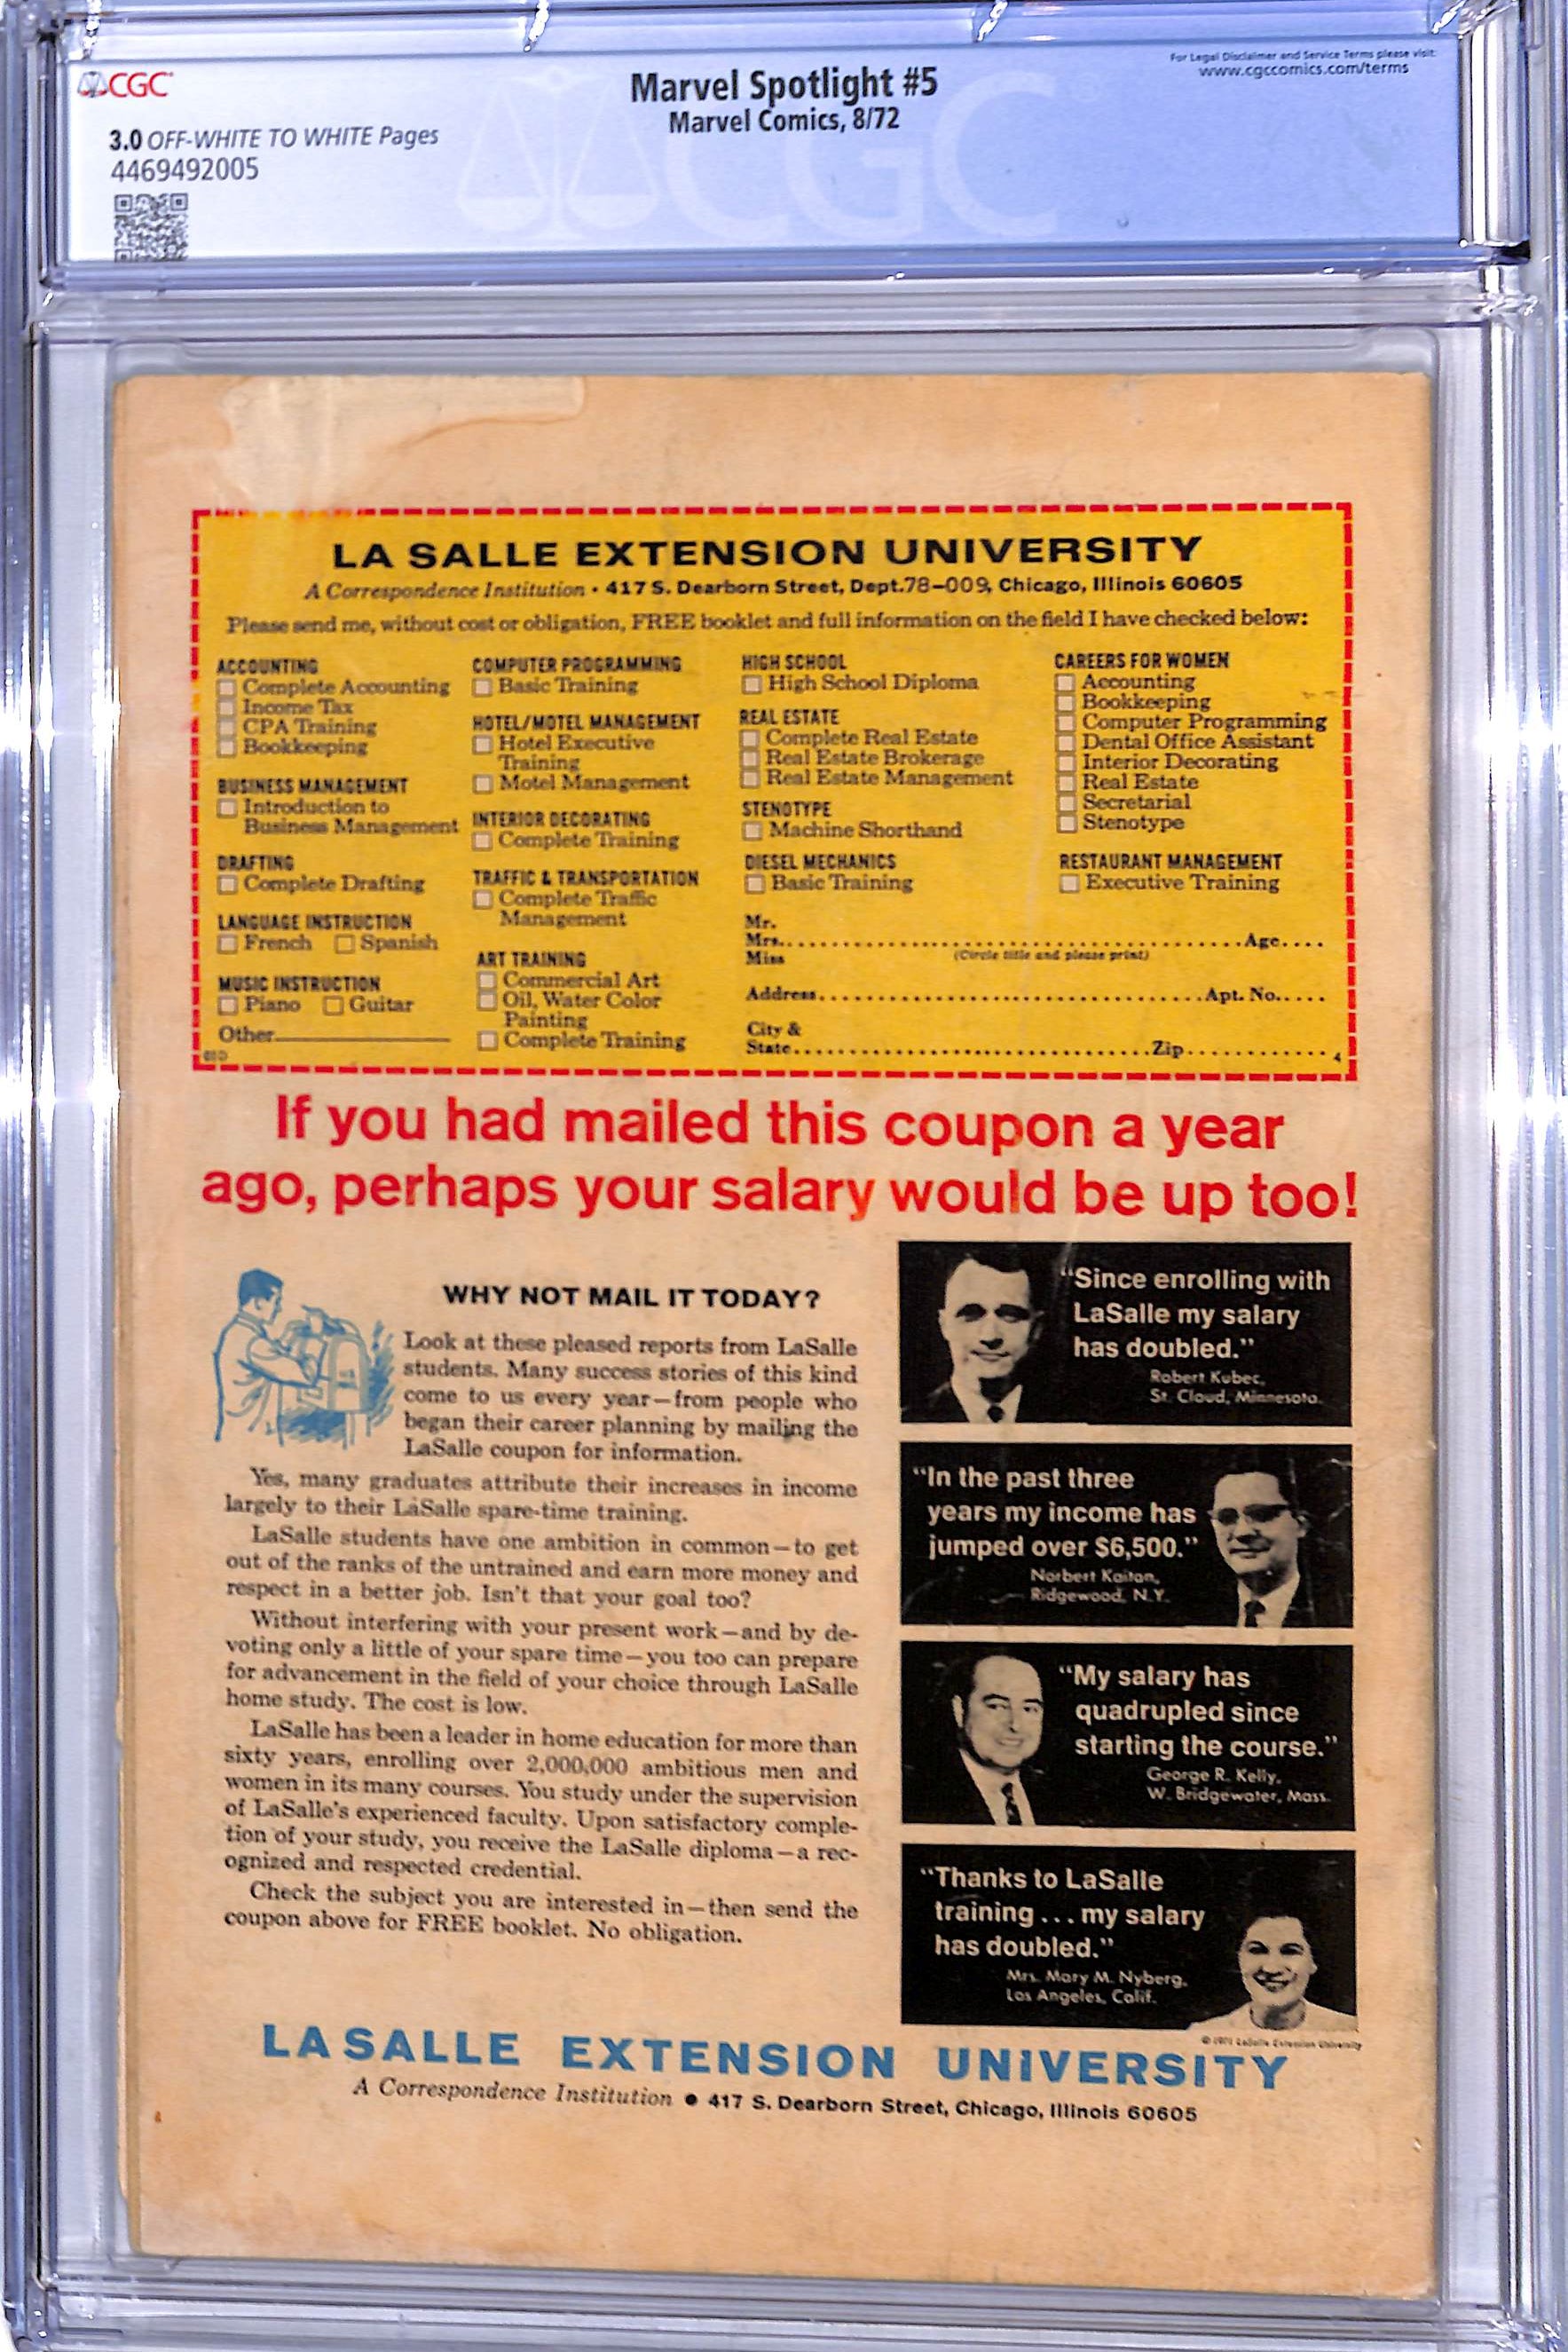 CGC
Marvel Spotlight #5
Marvel Comics, 8/72
For Legal Disclaimer and Service Terms please visit:
www.cgccomics.com/terms
3.0 OFF-WHITE TO WHITE Pages
4469492005
CGC
LA SALLE EXTENSION UNIVERSITY
A Correspondence Institution • 417 S. Dearborn Street, Dept.78-009, Chicago, Illinois 60605
Please send me, without cost or obligation, FREE booklet and full information on the field I have checked below:
ACCOUNTING
Complete Accounting
Income Tax
CPA Training
Bookkeeping
BUSINESS MANAGEMENT
Introduction to
Business Management
DRAFTING
Complete Drafting
LANGUAGE INSTRUCTION
French Spanish
MUSIC INSTRUCTION
Piano Guitar
Other
COMPUTER PROGRAMMING
Basic Training
HOTEL/MOTEL MANAGEMENT
Hotel Executive
Training
Motel Management
INTERIOR DECORATING
Complete Training
TRAFFIC & TRANSPORTATION
Complete Traffic
Management
ART TRAINING
Commercial Art
Oil, Water Color
Painting
Complete Training
HIGH SCHOOL
High School Diploma
REAL ESTATE
Complete Real Estate
Real Estate Brokerage
Real Estate Management
STENOTYPE
Machine Shorthand
DIESEL MECHANICS
Basic Training
CAREERS FOR WOMEN
Accounting
Bookkeeping
Computer Programming
Dental Office Assistant
Interior Decorating
Real Estate
Secretarial
Stenotype
RESTAURANT MANAGEMENT
Executive Training
Mr.
Mrs. Age
Miss (Circle title and please print)
Address Apt. No.
City &
State Zip 4
If you had mailed this coupon a year
ago, perhaps your salary would be up too!
WHY NOT MAIL IT TODAY?
Look at these pleased reports from LaSalle
students. Many success stories of this kind
come to us every year—from people who
began their career planning by mailing the
LaSalle coupon for information.
Yes, many graduates attribute their increases in income
largely to their LaSalle spare-time training.
LaSalle students have one ambition in common—to get
out of the ranks of the untrained and earn more money and
respect in a better job. Isn't that your goal too?
Without interfering with your present work—and by de-
voting only a little of your spare time—you too can prepare
for advancement in the field of your choice through LaSalle
home study. The cost is low.
LaSalle has been a leader in home education for more than
sixty years, enrolling over 2,000,000 ambitious men and
women in its many courses. You study under the supervision
of LaSalle's experienced faculty. Upon satisfactory comple-
tion of your study, you receive the LaSalle diploma—a rec-
ognized and respected credential.
Check the subject you are interested in—then send the
coupon above for FREE booklet. No obligation.
"Since enrolling with
LaSalle my salary
has doubled."
Robert Kubec,
St. Cloud, Minnesota.
"In the past three
years my income has
jumped over $6,500."
Norbert Kaiton,
Ridgewood, N.Y.
"My salary has
quadrupled since
starting the course."
George R. Kelly,
W. Bridgewater, Mass.
"Thanks to LaSalle
training ... my salary
has doubled."
Mrs. Mary M. Nyberg,
Los Angeles, Calif.
© 1971 LaSalle Extension University
LASALLE EXTENSION UNIVERSITY
A Correspondence Institution • 417 S. Dearborn Street, Chicago, Illinois 60605